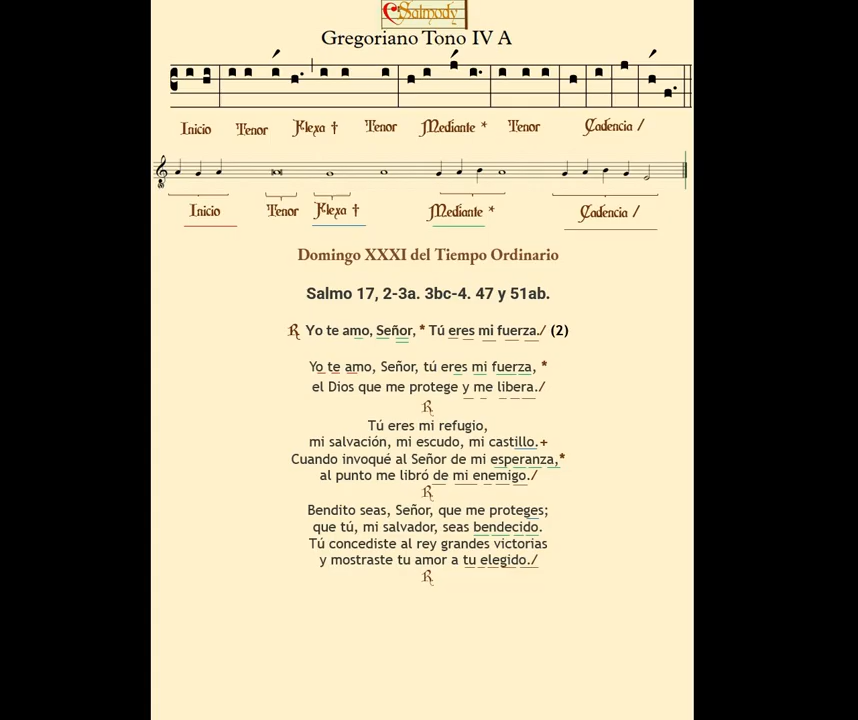 Salmody
Gregoriano Tono IV A
Inicio Tenor Flexa † Tenor Mediante * Tenor Cadencia /
8
Inicio Tenor Flexa † Mediante * Cadencia /
Domingo XXXI del Tiempo Ordinario
Salmo 17, 2-3a. 3bc-4. 47 y 51ab.
℟ Yo te amo, Señor, * Tú eres mi fuerza./ (2)
Yo te amo, Señor, tú eres mi fuerza, *
el Dios que me protege y me libera./
℟
Tú eres mi refugio,
mi salvación, mi escudo, mi castillo.+
Cuando invoqué al Señor de mi esperanza,*
al punto me libró de mi enemigo./
℟
Bendito seas, Señor, que me proteges;
que tú, mi salvador, seas bendecido.
Tú concediste al rey grandes victorias
y mostraste tu amor a tu elegido./
℟